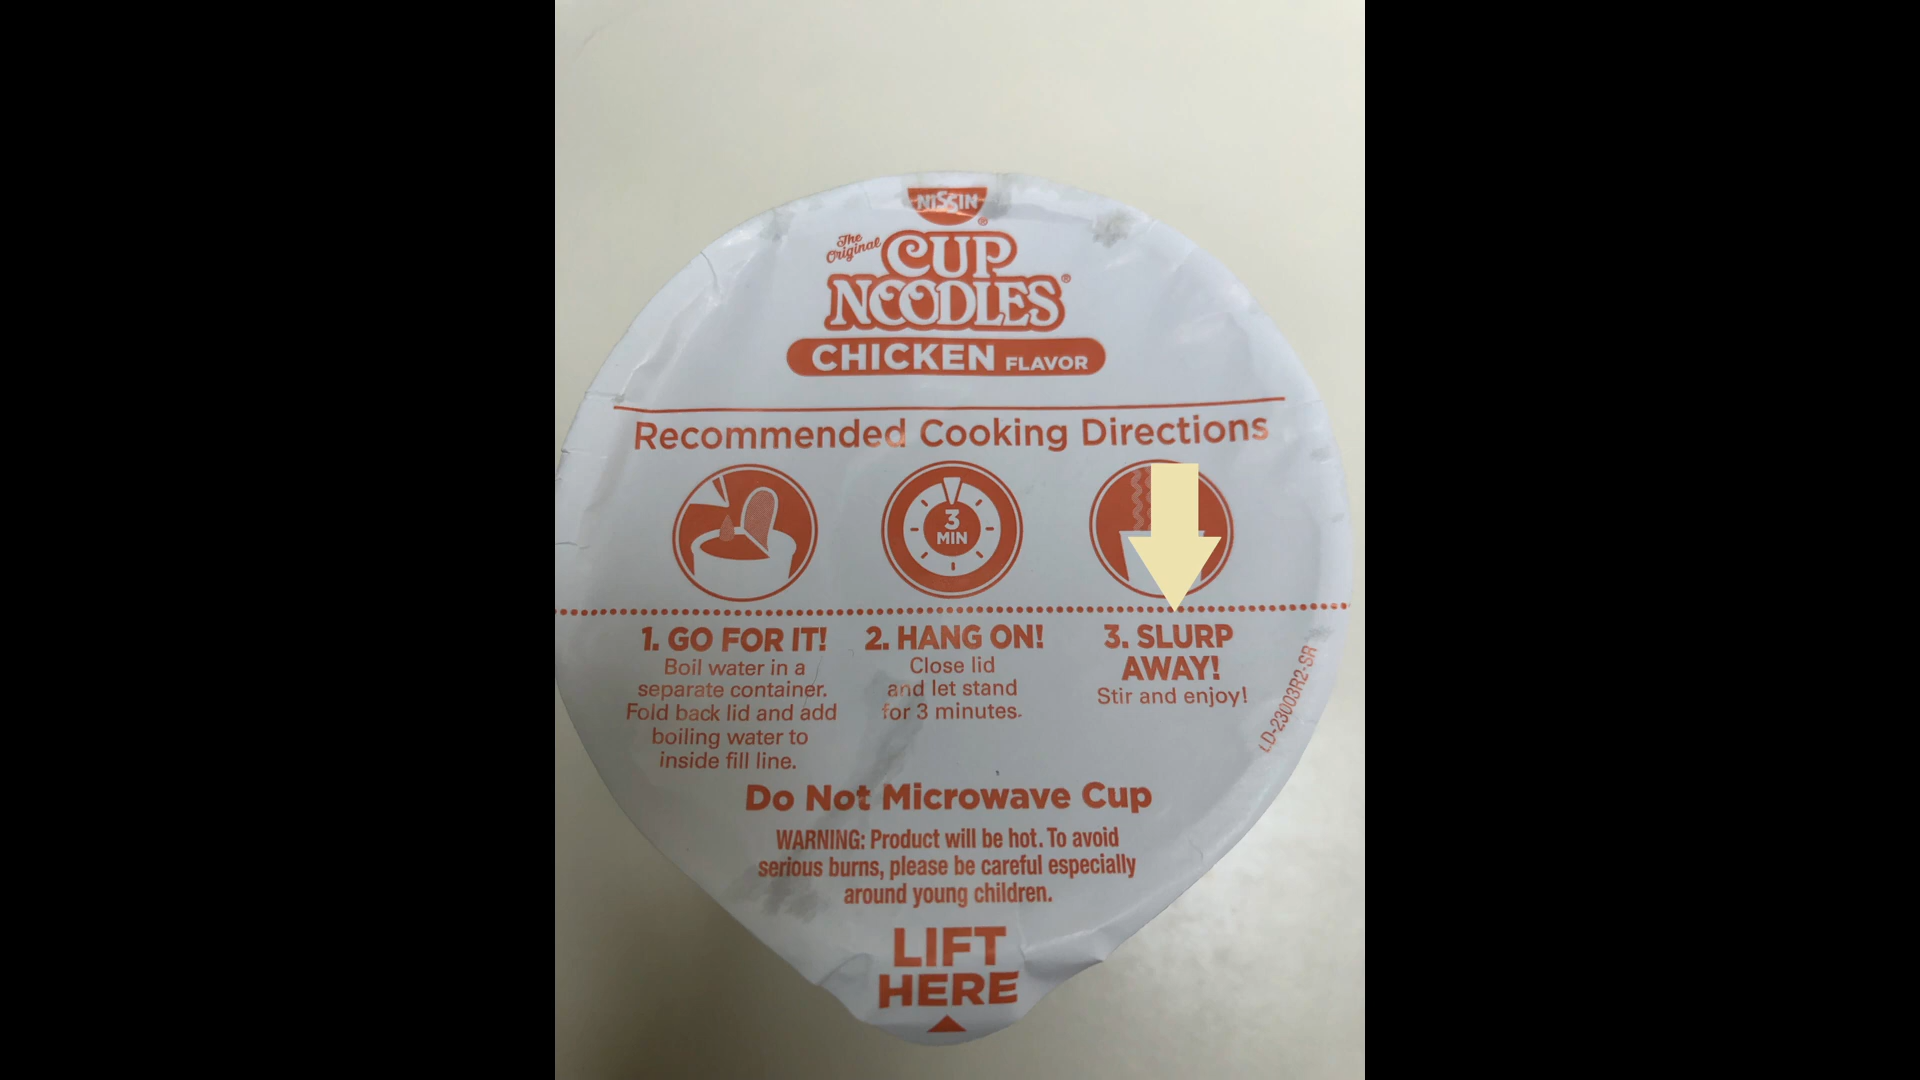 NISSIN®
The Original
CUP
NOODLES®
CHICKEN FLAVOR
Recommended Cooking Directions
3
MIN
1. GO FOR IT!
Boil water in a
separate container.
Fold back lid and add
boiling water to
inside fill line.
2. HANG ON!
Close lid
and let stand
for 3 minutes.
3. SLURP
AWAY!
Stir and enjoy!
LD-23003R2-SR
Do Not Microwave Cup
WARNING: Product will be hot. To avoid
serious burns, please be careful especially
around young children.
LIFT
HERE